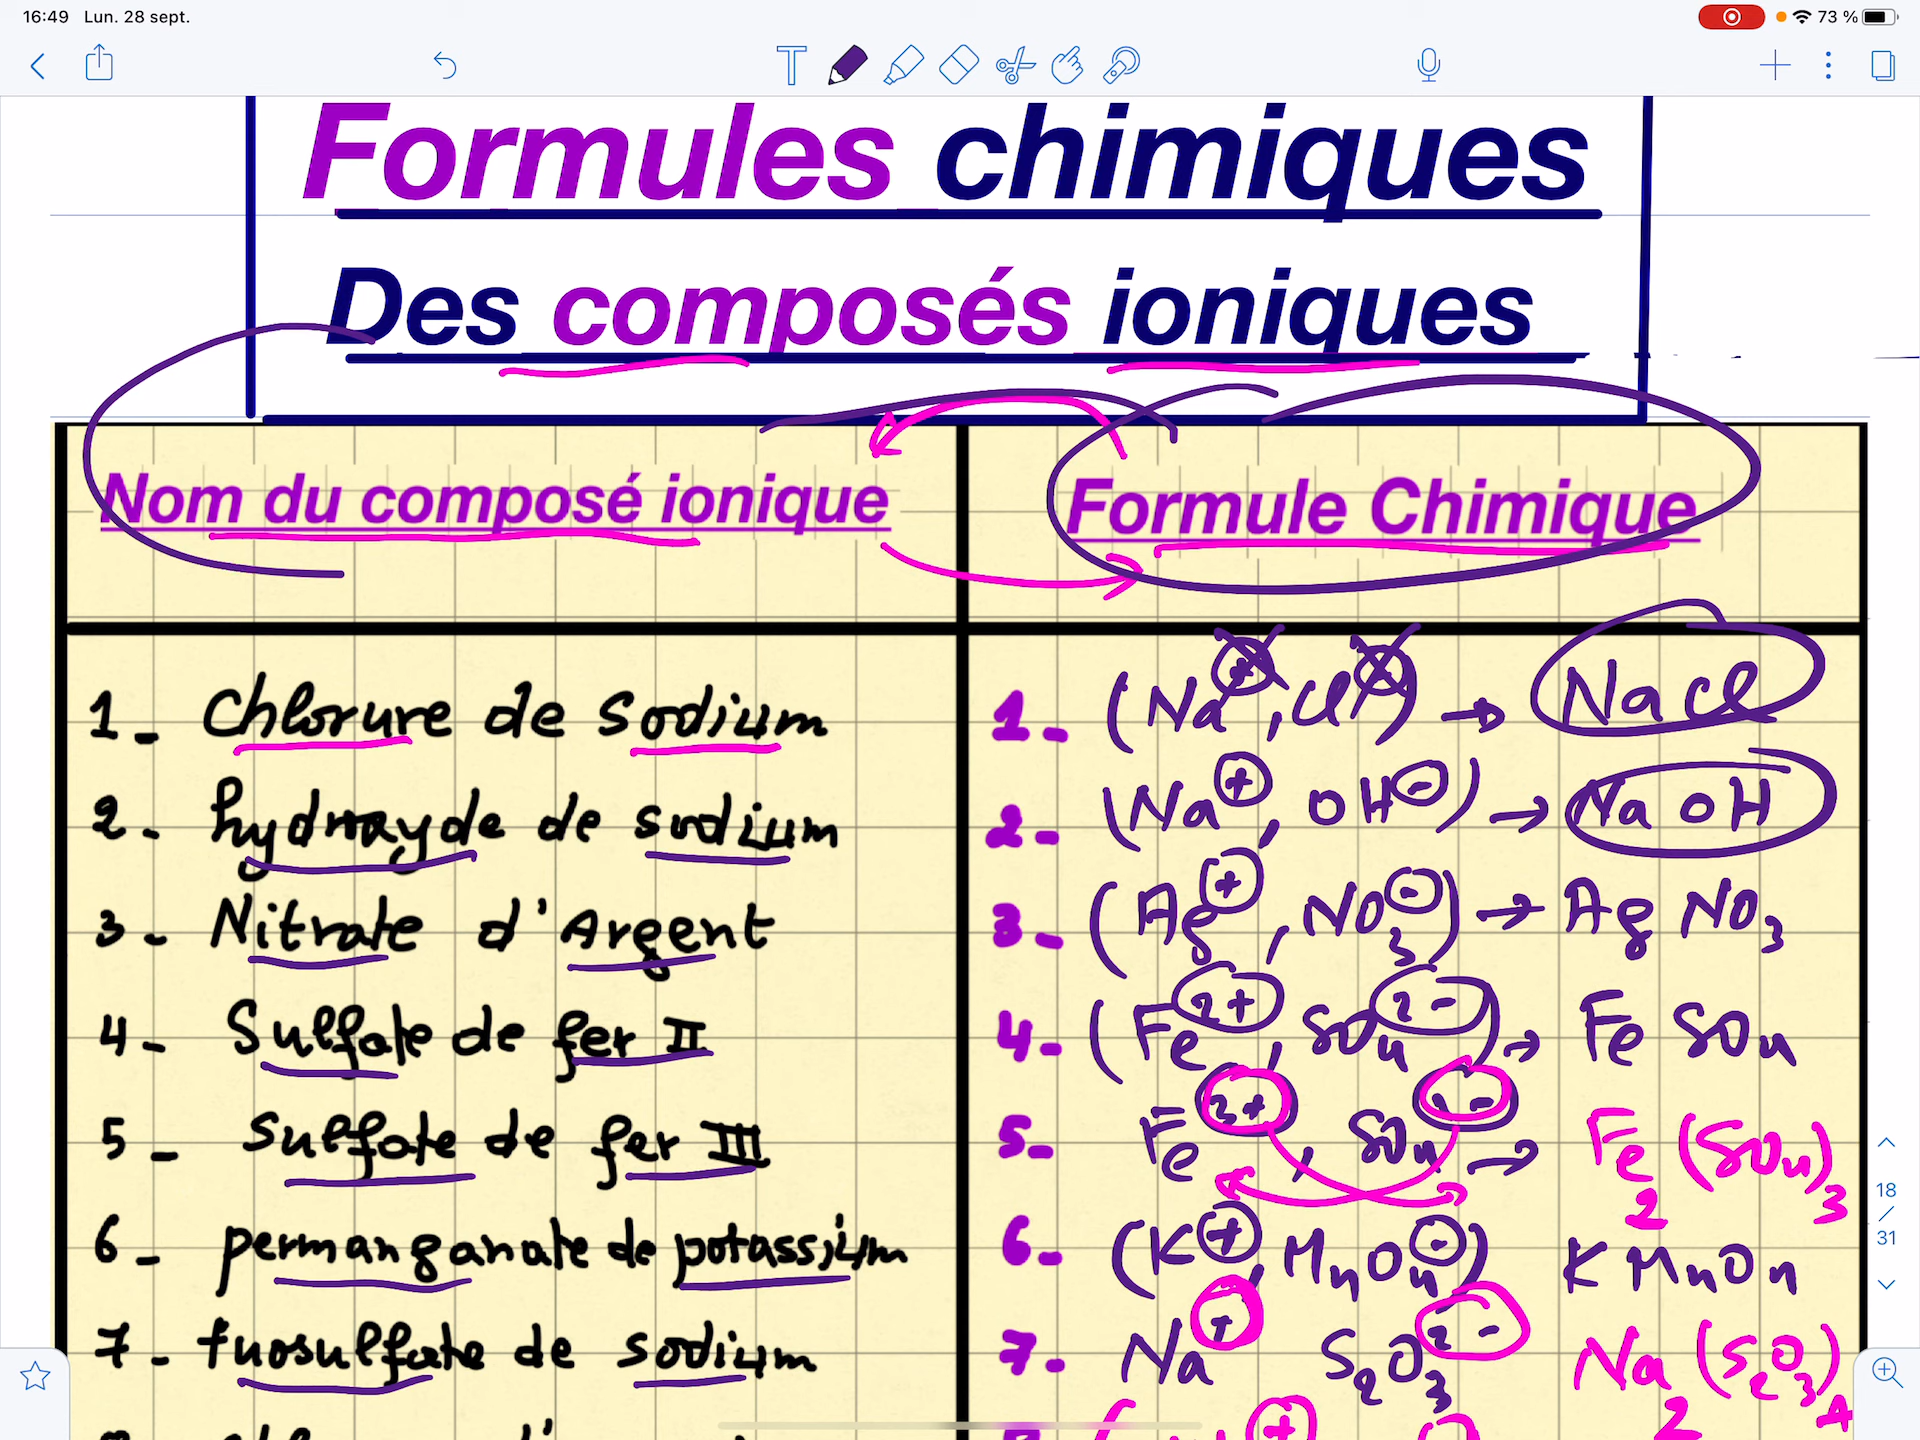 16:49 Lun. 28 sept. 73 %
Formules chimiques
Des composés ioniques
Nom du composé ionique Formule Chimique
1- Chlorure de Sodium 1- (Na⁺, Cl⁻) → NaCl
2- hydroxyde de sodium 2- (Na⁺, OH⁻) → NaOH
3- Nitrate d'Argent 3- (Ag⁺, NO₃⁻) → AgNO₃
4- Sulfate de fer II 4- (Fe²⁺, SO₄²⁻) → FeSO₄
5- Sulfate de fer III 5- Fe³⁺, SO₄²⁻ → Fe₂(SO₄)₃
6- permanganate de potassium 6- (K⁺, MnO₄⁻) KMnO₄
7- tiosulfate de sodium 7- Na⁺ S₂O₃²⁻ Na₂(S₂O₃)₁
18
/
31